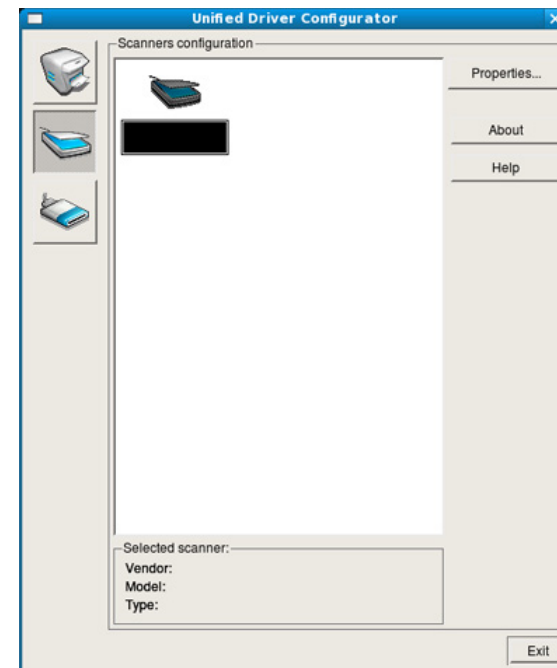 Unified Driver Configurator
Scanners configuration
Properties...
About
Help
Selected scanner:
Vendor:
Model:
Type:
Exit